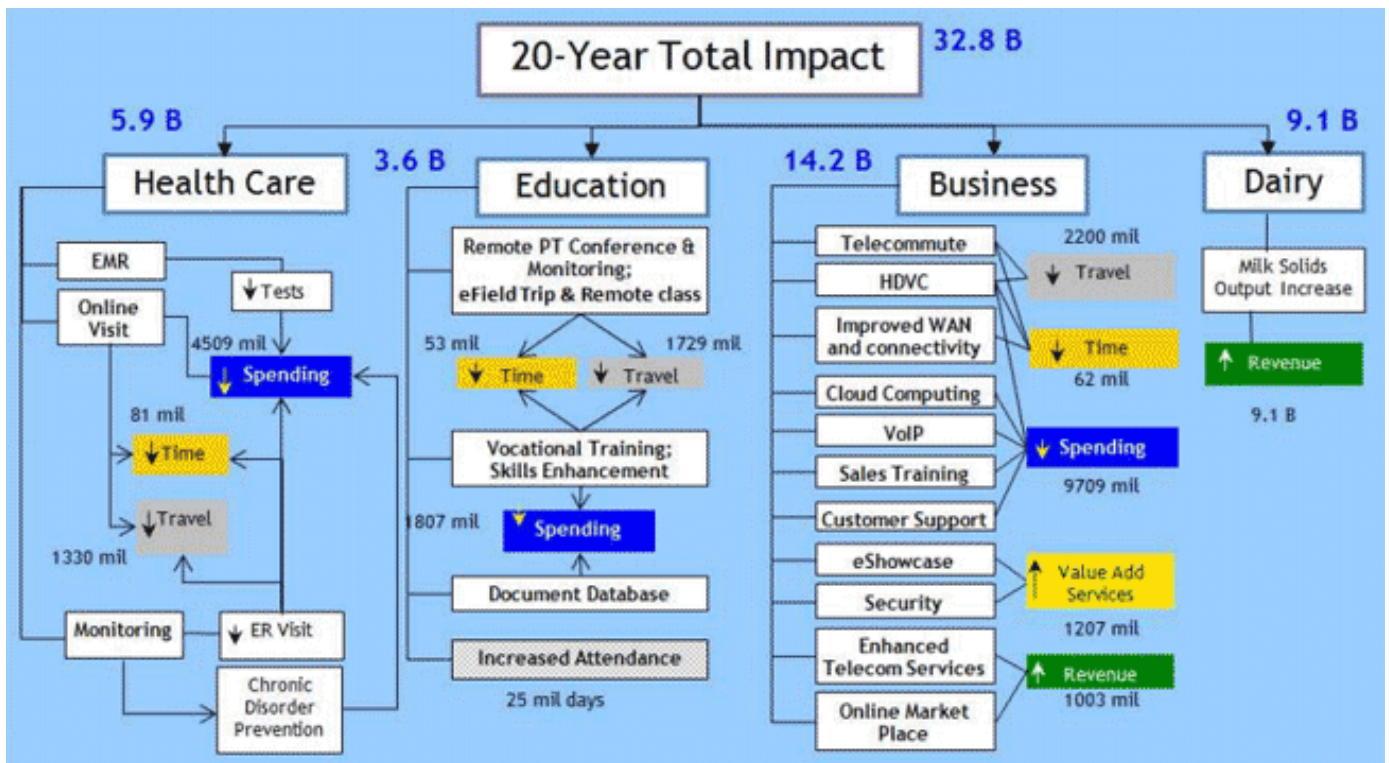 20-Year Total Impact
32.8 B
5.9 B
Health Care
EMR
Online
Visit
↓ Tests
4509 mil
↓ Spending
81 mil
↓ Time
↓ Travel
1330 mil
Monitoring
↓ ER Visit
Chronic
Disorder
Prevention
3.6 B
Education
Remote PT Conference &
Monitoring;
eField Trip & Remote class
53 mil
↓ Time
1729 mil
↓ Travel
Vocational Training;
Skills Enhancement
1807 mil
↓ Spending
Document Database
Increased Attendance
25 mil days
14.2 B
Business
Telecommute
HDVC
Improved WAN
and connectivity
Cloud Computing
VoIP
Sales Training
Customer Support
eShowcase
Security
Enhanced
Telecom Services
Online Market
Place
2200 mil
↓ Travel
↓ Time
62 mil
↓ Spending
9709 mil
↑ Value Add
Services
1207 mil
↑ Revenue
1003 mil
9.1 B
Dairy
Milk Solids
Output Increase
↑ Revenue
9.1 B